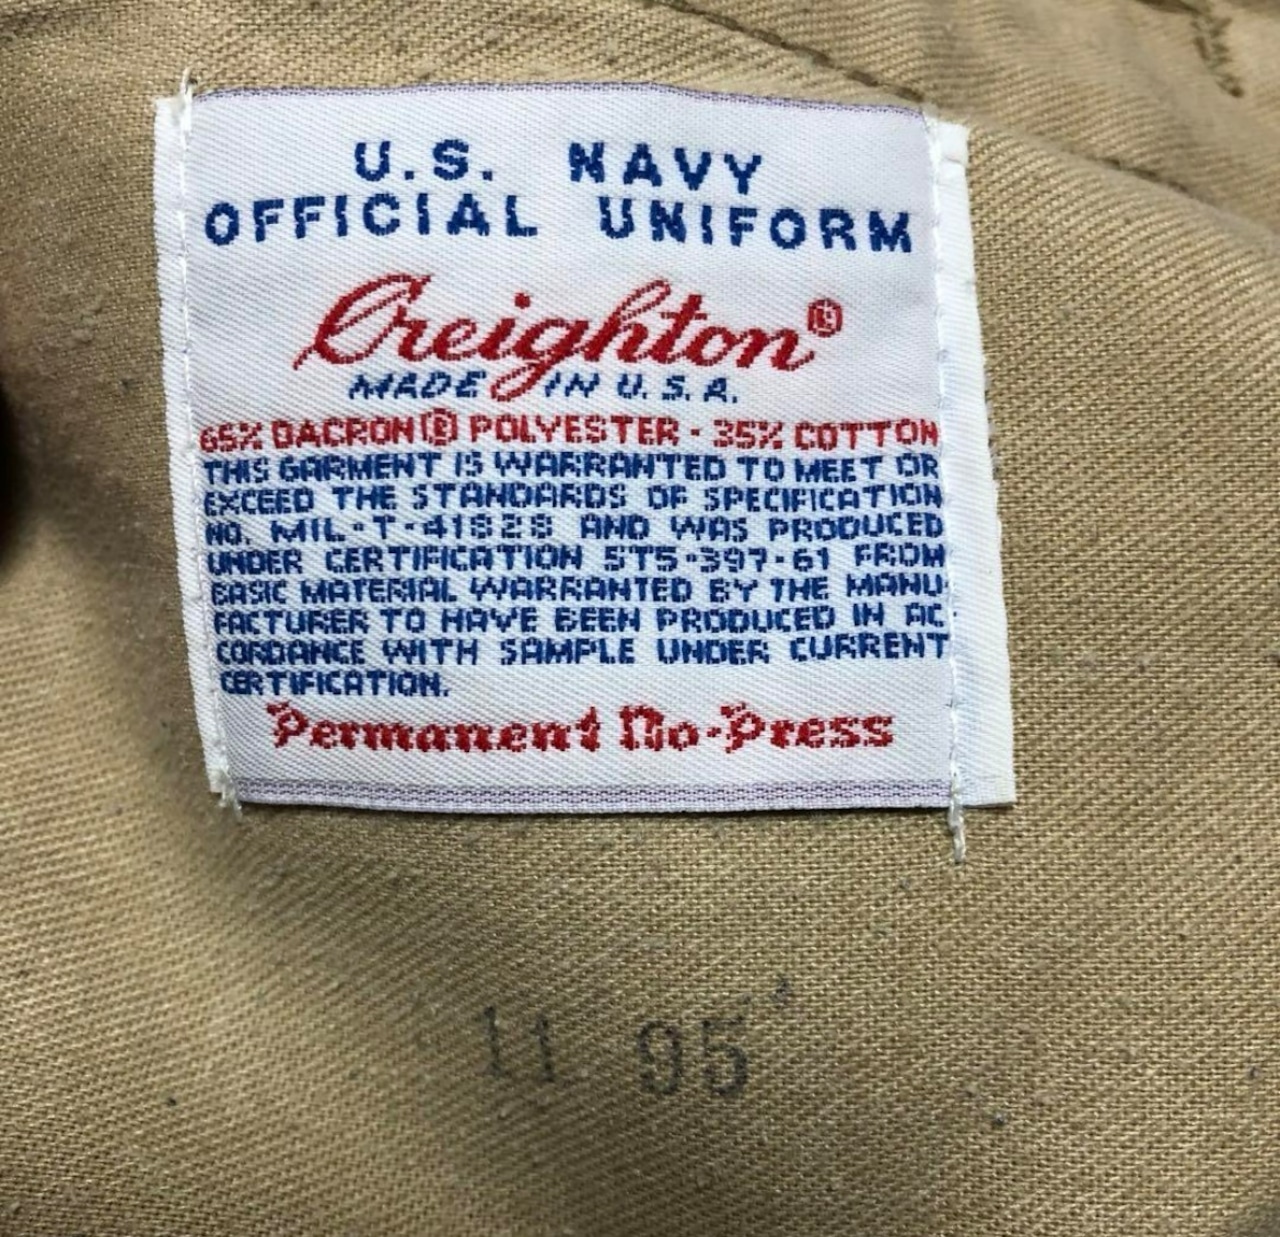 U.S. NAVY
OFFICIAL UNIFORM
Creighton®
MADE IN U.S.A.
65% DACRON® POLYESTER - 35% COTTON
THIS GARMENT IS WARRANTED TO MEET OR
EXCEED THE STANDARDS OF SPECIFICATION
NO. MIL-T-41828 AND WAS PRODUCED
UNDER CERTIFICATION STS-397-61 FROM
BASIC MATERIAL WARRANTED BY THE MANU-
FACTURER TO HAVE BEEN PRODUCED IN AC-
CORDANCE WITH SAMPLE UNDER CURRENT
CERTIFICATION.
Permanent No-Press
11 95